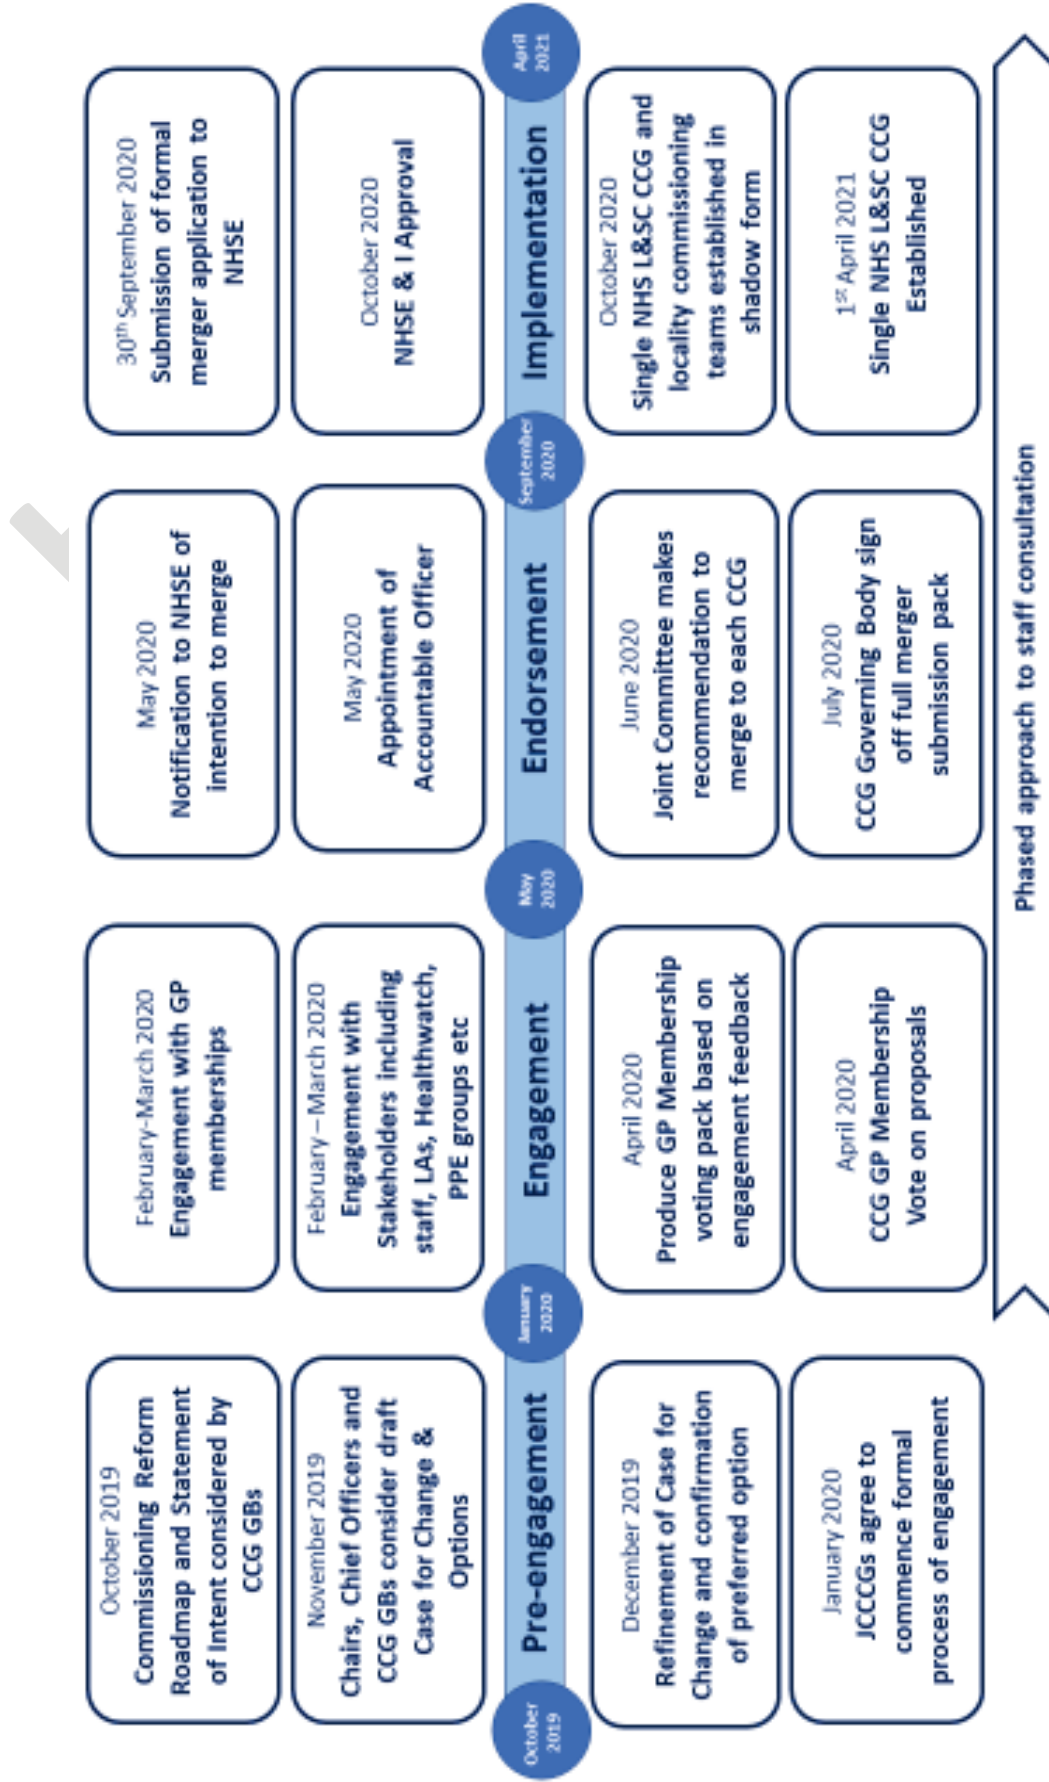 October 2019
Commissioning Reform
Roadmap and Statement
of Intent considered by
CCG GBs
February-March 2020
Engagement with GP
memberships
May 2020
Notification to NHSE of
intention to merge
30th September 2020
Submission of formal
merger application to
NHSE
November 2019
Chairs, Chief Officers and
CCG GBs consider draft
Case for Change &
Options
February–March 2020
Engagement with
Stakeholders including
staff, LAs, Healthwatch,
PPE groups etc
May 2020
Appointment of
Accountable Officer
October 2020
NHSE & I Approval
October
2019
Pre-engagement
January
2020
Engagement
May
2020
Endorsement
September
2020
Implementation
April
2021
December 2019
Refinement of Case for
Change and confirmation
of preferred option
April 2020
Produce GP Membership
voting pack based on
engagement feedback
June 2020
Joint Committee makes
recommendation to
merge to each CCG
October 2020
Single NHS L&SC CCG and
locality commissioning
teams established in
shadow form
January 2020
JCCCGs agree to
commence formal
process of engagement
April 2020
CCG GP Membership
Vote on proposals
July 2020
CCG Governing Body sign
off full merger
submission pack
1st April 2021
Single NHS L&SC CCG
Established
Phased approach to staff consultation